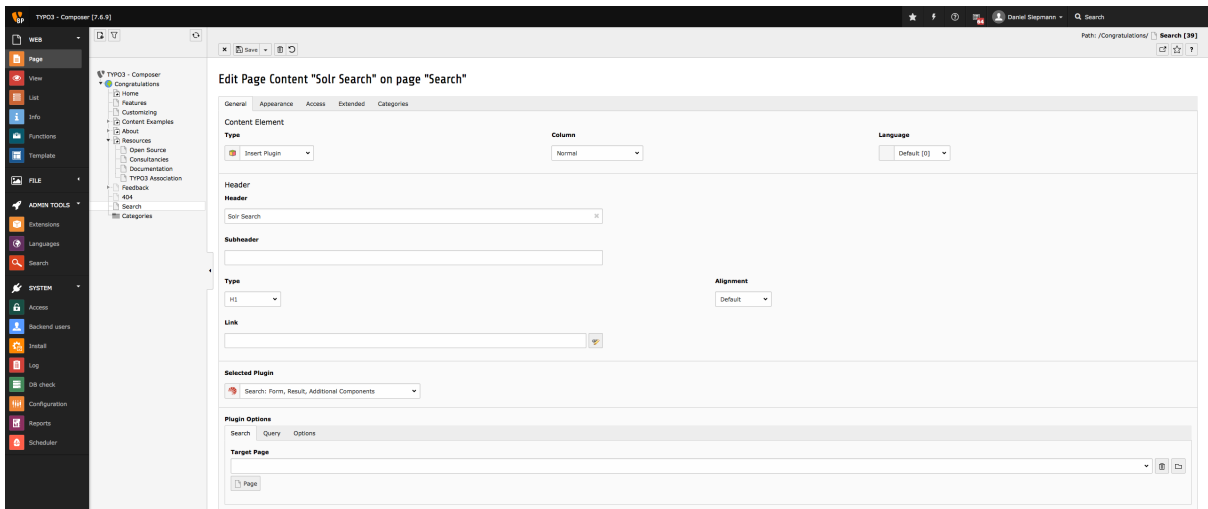 TYPO3 - Composer [7.6.9]
64
Daniel Siepmann
Search
WEB
Page
View
List
Info
Functions
Template
FILE
ADMIN TOOLS
Extensions
Languages
Search
SYSTEM
Access
Backend users
Install
Log
DB check
Configuration
Reports
Scheduler
TYPO3 - Composer
Congratulations
Home
Features
Customizing
Content Examples
About
Resources
Open Source
Consultancies
Documentation
TYPO3 Association
Feedback
404
Search
Categories
Path: /Congratulations/ Search [39]
Save
?
Edit Page Content "Solr Search" on page "Search"
General Appearance Access Extended Categories
Content Element
Type Column Language
Insert Plugin Normal Default [0]
Header
Header
Solr Search
Subheader
Type Alignment
H1 Default
Link
Selected Plugin
Search: Form, Result, Additional Components
Plugin Options
Search Query Options
Target Page
Page